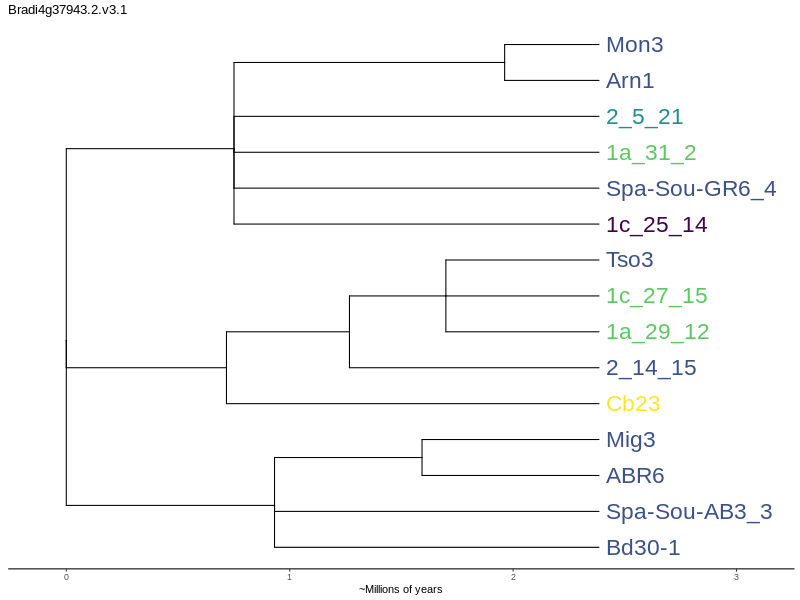 Bradi4g37943.2.v3.1
Mon3
Arn1
2_5_21
1a_31_2
Spa-Sou-GR6_4
1c_25_14
Tso3
1c_27_15
1a_29_12
2_14_15
Cb23
Mig3
ABR6
Spa-Sou-AB3_3
Bd30-1
0 1 2 3
~Millions of years